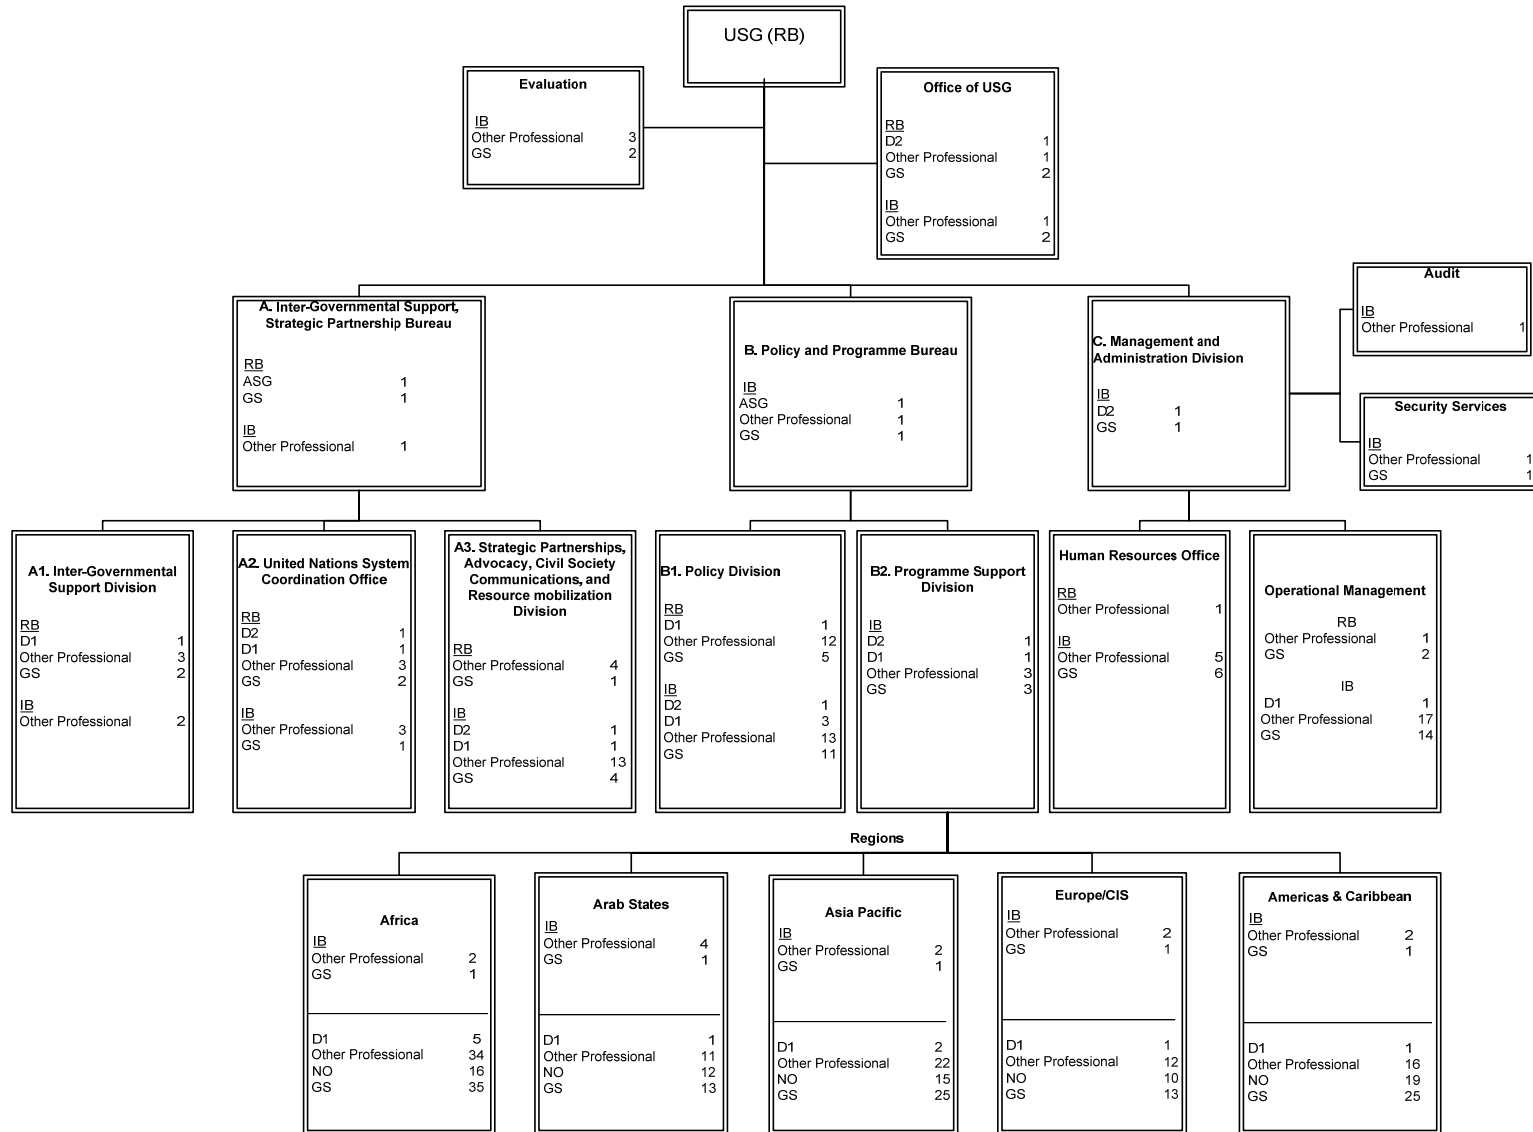 USG (RB)
Evaluation
IB
Other Professional 3
GS 2
Office of USG
RB
D2 1
Other Professional 1
GS 2
IB
Other Professional 1
GS 2
Audit
IB
Other Professional 1
Security Services
IB
Other Professional 1
GS 1
A. Inter-Governmental Support,
Strategic Partnership Bureau
RB
ASG 1
GS 1
IB
Other Professional 1
B. Policy and Programme Bureau
IB
ASG 1
Other Professional 1
GS 1
C. Management and
Administration Division
IB
D2 1
GS 1
A1. Inter-Governmental
Support Division
RB
D1 1
Other Professional 3
GS 2
IB
Other Professional 2
A2. United Nations System
Coordination Office
RB
D2 1
D1 1
Other Professional 3
GS 2
IB
Other Professional 3
GS 1
A3. Strategic Partnerships,
Advocacy, Civil Society
Communications, and
Resource mobilization
Division
RB
Other Professional 4
GS 1
IB
D2 1
D1 1
Other Professional 13
GS 4
B1. Policy Division
RB
D1 1
Other Professional 12
GS 5
IB
D2 1
D1 3
Other Professional 13
GS 11
B2. Programme Support
Division
IB
D2 1
D1 1
Other Professional 3
GS 3
Human Resources Office
RB
Other Professional 1
IB
Other Professional 5
GS 6
Operational Management
RB
Other Professional 1
GS 2
IB
D1 1
Other Professional 17
GS 14
Regions
Africa
IB
Other Professional 2
GS 1
D1 5
Other Professional 34
NO 16
GS 35
Arab States
IB
Other Professional 4
GS 1
D1 1
Other Professional 11
NO 12
GS 13
Asia Pacific
IB
Other Professional 2
GS 1
D1 2
Other Professional 22
NO 15
GS 25
Europe/CIS
IB
Other Professional 2
GS 1
D1 1
Other Professional 12
NO 10
GS 13
Americas & Caribbean
IB
Other Professional 2
GS 1
D1 1
Other Professional 16
NO 19
GS 25